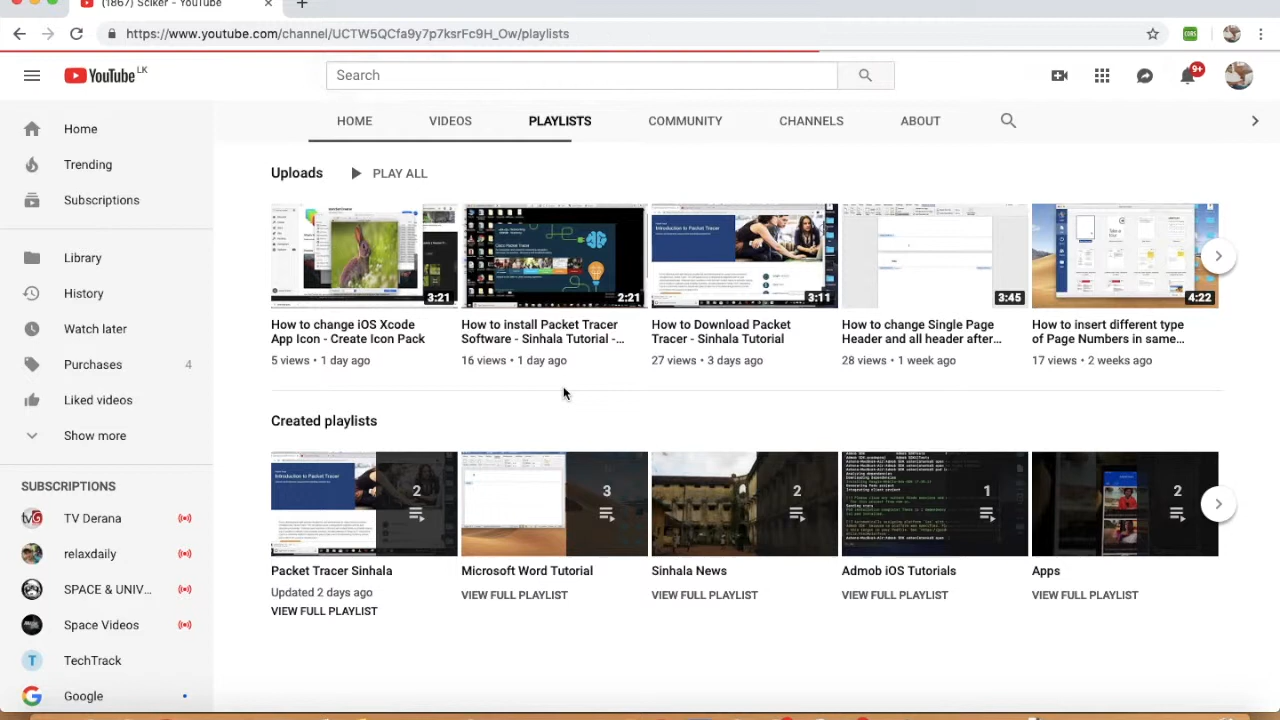 (1867) Sciker - YouTube
https://www.youtube.com/channel/UCTW5QCfa9y7p7ksrFc9H_Ow/playlists
CORS
YouTube LK
Search
9+
HOME VIDEOS PLAYLISTS COMMUNITY CHANNELS ABOUT
Home
Trending
Subscriptions
Library
History
Watch later
Purchases 4
Liked videos
Show more
BSCRIPTIONS
TV Derana
relaxdaily
SPACE & UNIV...
Space Videos
T TechTrack
Google
Uploads PLAY ALL
3:21 2:21 3:11 3:45 4:22
How to change iOS Xcode
App Icon - Create Icon Pack
5 views • 1 day ago
How to install Packet Tracer
Software - Sinhala Tutorial -...
16 views • 1 day ago
How to Download Packet
Tracer - Sinhala Tutorial
27 views • 3 days ago
How to change Single Page
Header and all header after...
28 views • 1 week ago
How to insert different type
of Page Numbers in same...
17 views • 2 weeks ago
Created playlists
Introduction to Packet Tracer
2
Packet Tracer Sinhala
Updated 2 days ago
VIEW FULL PLAYLIST
Microsoft Word Tutorial
VIEW FULL PLAYLIST
2
Sinhala News
VIEW FULL PLAYLIST
1
Admob iOS Tutorials
VIEW FULL PLAYLIST
2
Apps
VIEW FULL PLAYLIST